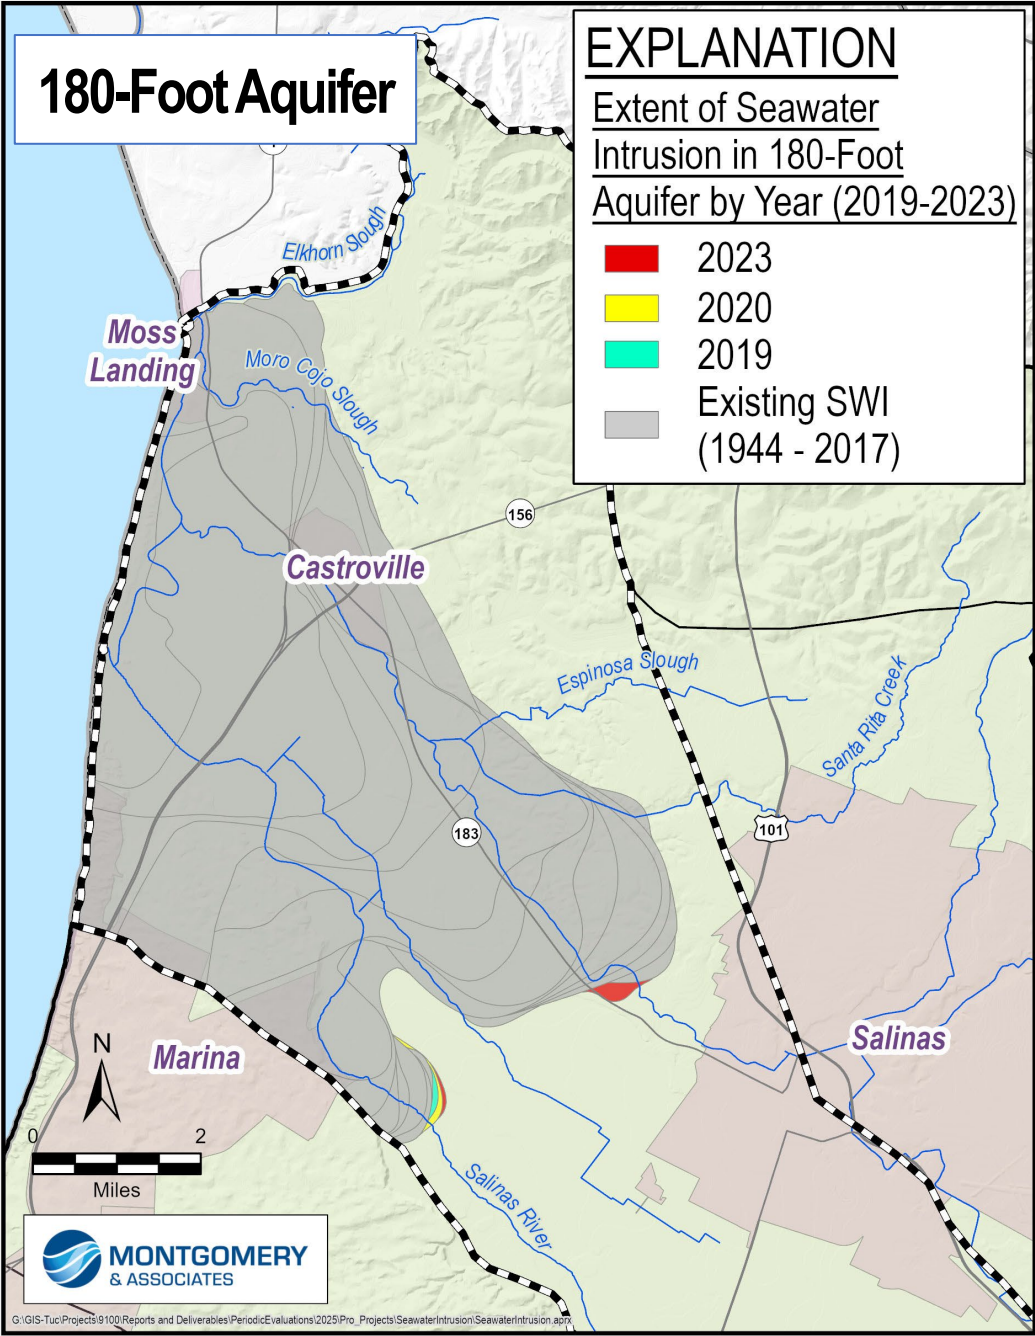 180-Foot Aquifer
EXPLANATION
Extent of Seawater
Intrusion in 180-Foot
Aquifer by Year (2019-2023)
2023
2020
2019
Existing SWI
(1944 - 2017)
Elkhorn Slough
Moss
Landing
Moro Cojo Slough
156
Castroville
Espinosa Slough
Santa Rita Creek
183
101
Salinas
Marina
N
0 2
Miles
Salinas River
MONTGOMERY
& ASSOCIATES
G:\GIS-Tuc\Projects\9100\Reports and Deliverables\PeriodicEvaluations\2025\Pro_Projects\SeawaterIntrusion\SeawaterIntrusion.aprx